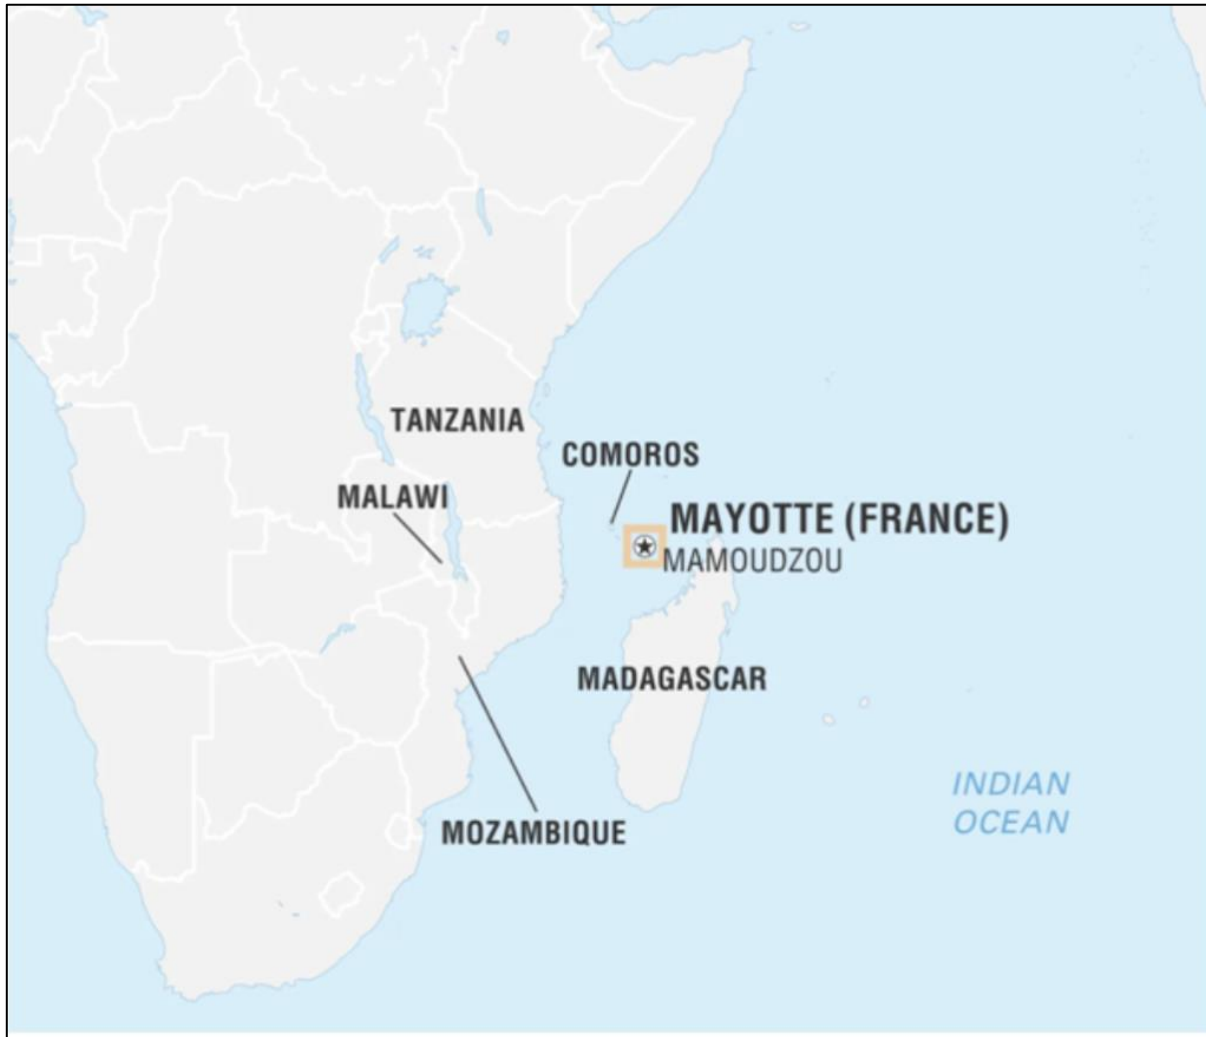 TANZANIA
COMOROS
MALAWI
MAYOTTE (FRANCE)
MAMOUDZOU
MADAGASCAR
INDIAN
OCEAN
MOZAMBIQUE